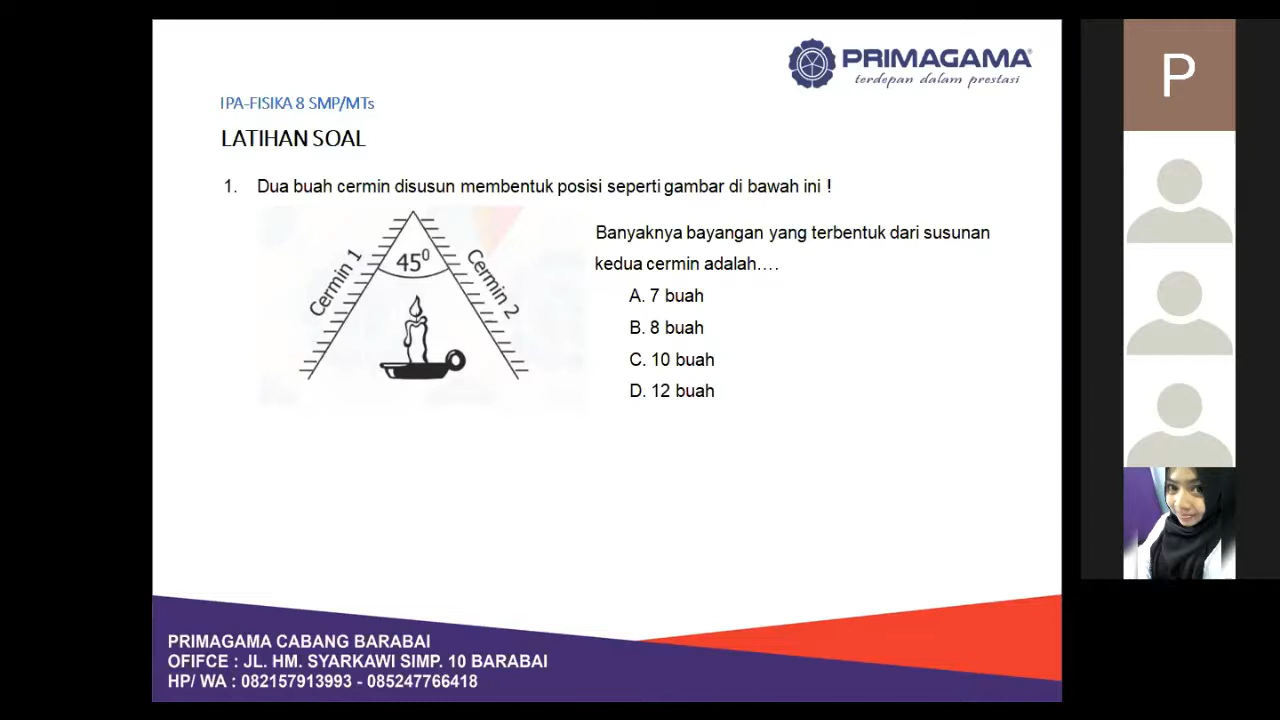 PRIMAGAMA®
terdepan dalam prestasi
P
IPA-FISIKA 8 SMP/MTs
LATIHAN SOAL
1. Dua buah cermin disusun membentuk posisi seperti gambar di bawah ini !
Cermin 1
45⁰
Cermin 2
Banyaknya bayangan yang terbentuk dari susunan
kedua cermin adalah....
A. 7 buah
B. 8 buah
C. 10 buah
D. 12 buah
PRIMAGAMA CABANG BARABAI
OFIFCE : JL. HM. SYARKAWI SIMP. 10 BARABAI
HP/ WA : 082157913993 - 085247766418